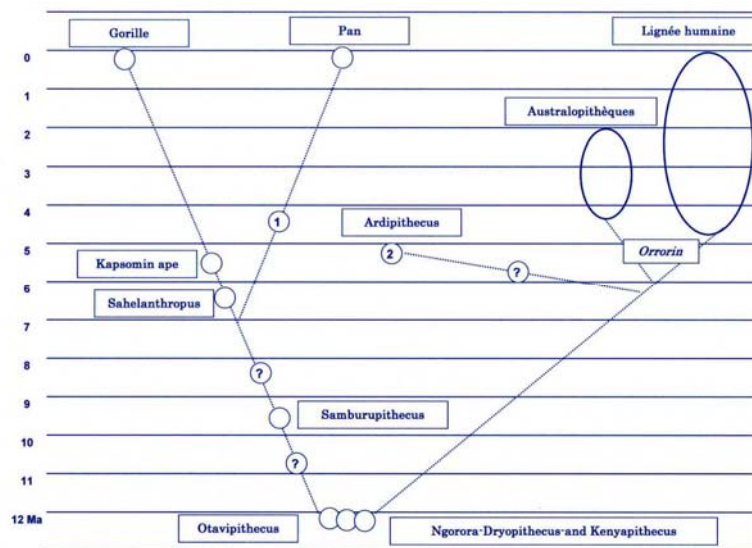 Gorille
Pan
Lignée humaine
0
1
Australopithèques
2
3
4
Ardipithecus
1
5
Orrorin
2
Kapsomin ape
?
6
Sahelanthropus
7
8
?
9
Samburupithecus
10
?
11
12 Ma
Otavipithecus
Ngorora-Dryopithecus-and Kenyapithecus